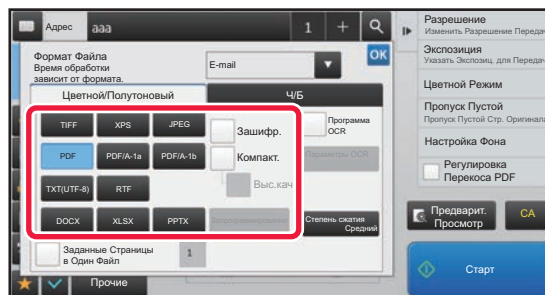 Адрес
aaa
1
Формат Файла
Время обработки
зависит от формата.
E-mail
OK
Цветной/Полутоновый
Ч/Б
TIFF
XPS
JPEG
Зашифр.
Программа
OCR
PDF
PDF/A-1a
PDF/A-1b
Компакт.
Параметры OCR
TXT(UTF-8)
RTF
Выс.кач
DOCX
XLSX
PPTX
Степень сжатия
Средний
Заданные Страницы
в Один Файл
1
Прочие
Разрешение
Изменить Разрешение Передач
Экспозиция
Указать Экспозиц. для Передач
Цветной Режим
Пропуск Пустой
Пропуск Пустой Стр. Оригинала
Настройка Фона
Регулировка
Перекоса PDF
Предварит.
Просмотр
CA
Старт